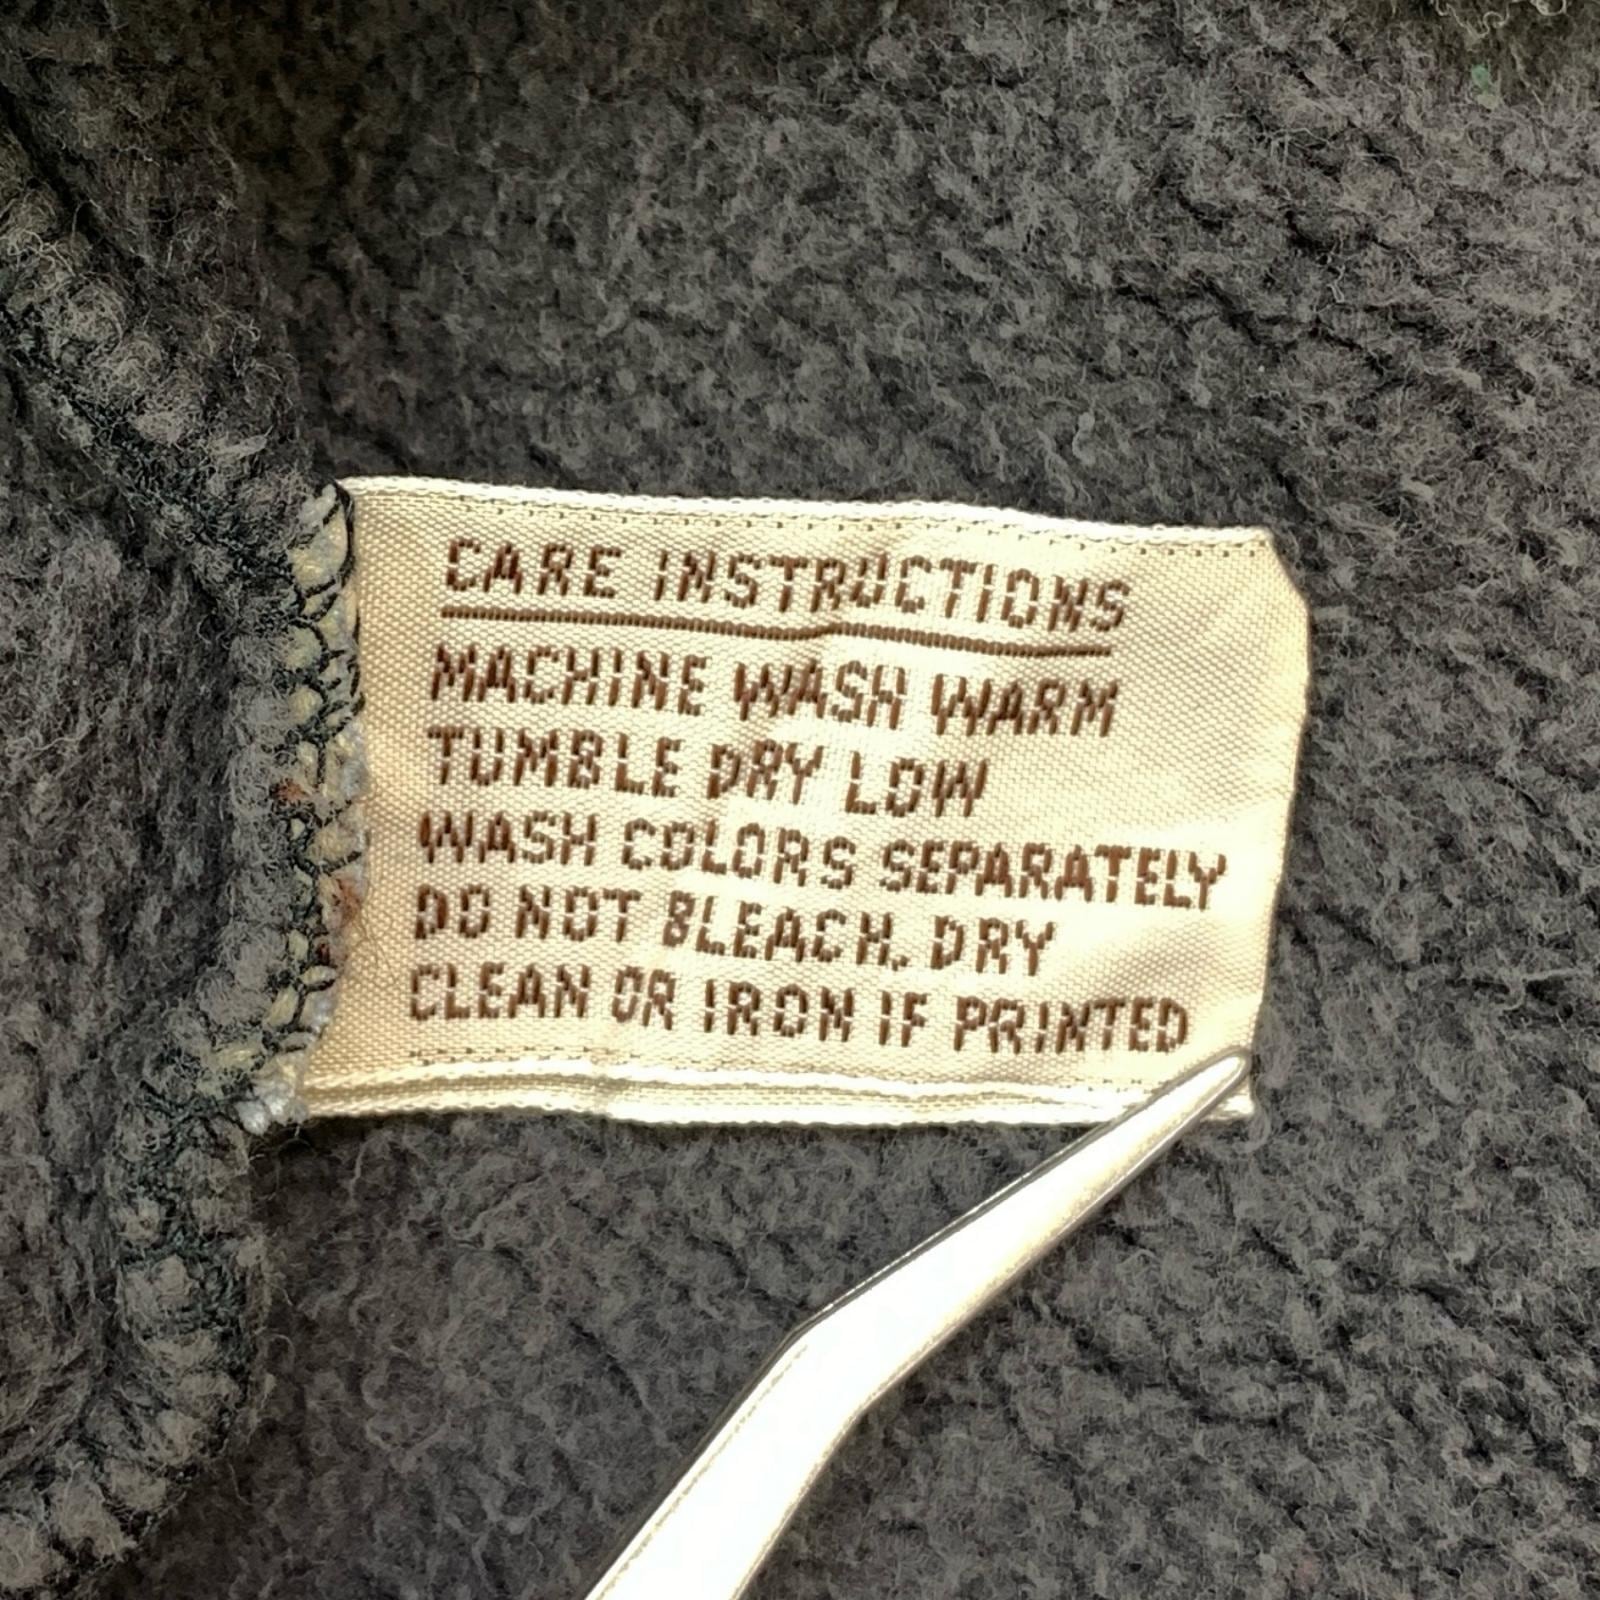 CARE INSTRUCTIONS
MACHINE WASH WARM
TUMBLE DRY LOW
WASH COLORS SEPARATELY
DO NOT BLEACH. DRY
CLEAN OR IRON IF PRINTED